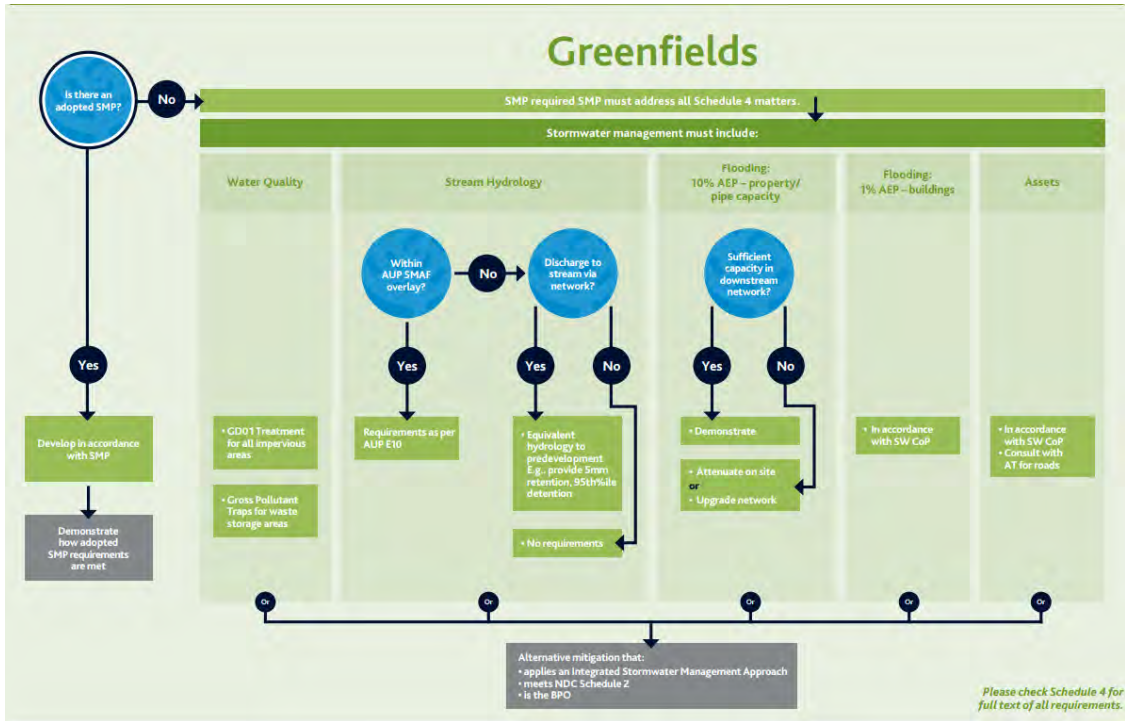 Greenfields
Is there an
adopted SMP?
No
SMP required SMP must address all Schedule 4 matters.
Stormwater management must include:
Water Quality
Stream Hydrology
Flooding:
10% AEP – property/
pipe capacity
Flooding:
1% AEP – buildings
Assets
Within
AUP SMAF
overlay?
No
Discharge to
stream via
network?
Sufficient
capacity in
downstream
network?
Yes
Yes
Yes
No
Yes
No
Develop in accordance
with SMP
Demonstrate
how adopted
SMP requirements
are met
• GD01 Treatment
for all impervious
areas
• Gross Pollutant
Traps for waste
storage areas
Requirements as per
AUP E10
• Equivalent
hydrology to
predevelopment
E.g., provide 5mm
retention, 95th%ile
detention
• No requirements
• Demonstrate
• Attenuate on site
or
• Upgrade network
• In accordance
with SW CoP
• In accordance
with SW CoP
• Consult with
AT for roads
Or
Or
Or
Or
Or
Alternative mitigation that:
• applies an Integrated Stormwater Management Approach
• meets NDC Schedule 2
• is the BPO
Please check Schedule 4 for
full text of all requirements.